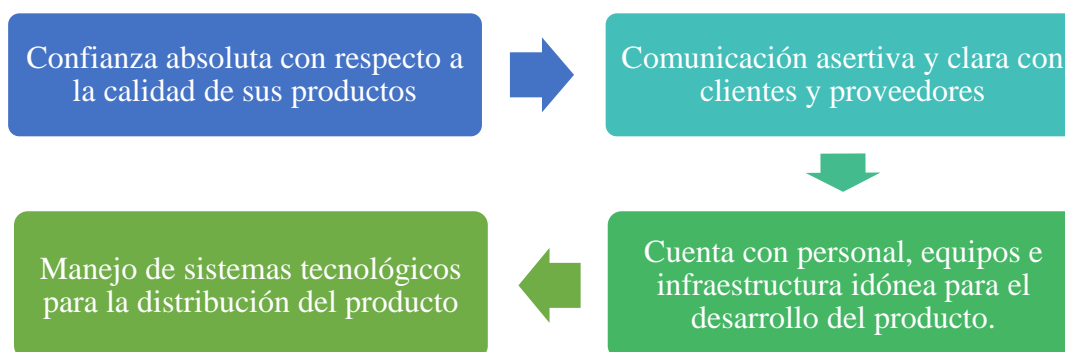 Confianza absoluta con respecto a
la calidad de sus productos
Comunicación asertiva y clara con
clientes y proveedores
Cuenta con personal, equipos e
infraestructura idónea para el
desarrollo del producto.
Manejo de sistemas tecnológicos
para la distribución del producto